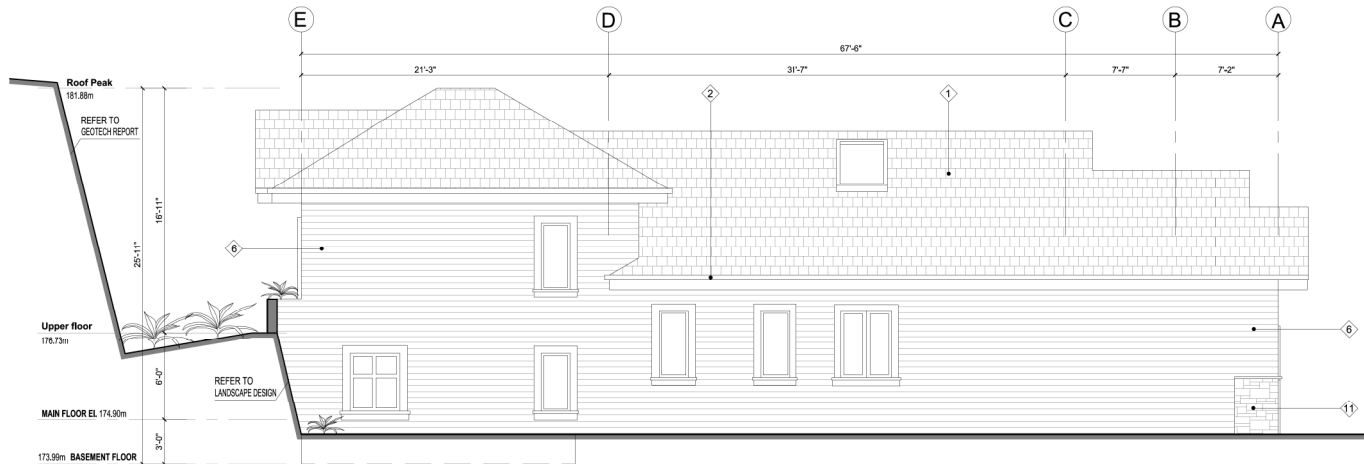 E D C B A
67'-6"
21'-3" 31'-7" 7'-7" 7'-2"
Roof Peak
181.88m
2 1
REFER TO
GEOTECH REPORT
16'-11"
25'-11"
6
Upper floor
176.73m
6
6'-0"
REFER TO
LANDSCAPE DESIGN
MAIN FLOOR El. 174.90m
11
3'-0"
173.99m BASEMENT FLOOR